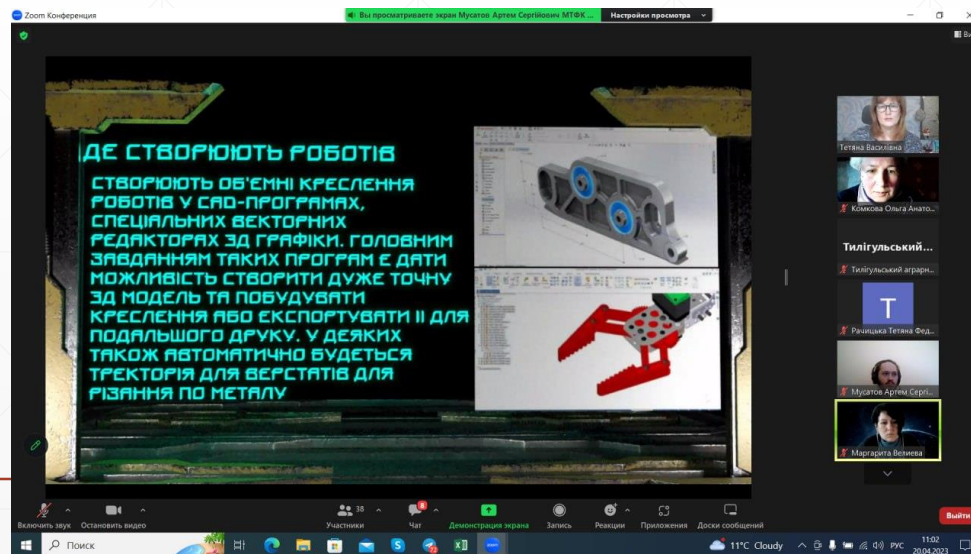 Zoom Конференция
Вы просматриваете экран Мусатов Артем Сергійович МТФК ...
Настройки просмотра
Ви
ДЕ СТВОРЮЮТЬ РОБОТІВ
СТВОРЮЮТЬ ОБ'ЄМНІ КРЕСЛЕННЯ
РОБОТІВ У CAD-ПРОГРАМАХ,
СПЕЦІАЛЬНИХ ВЕКТОРНИХ
РЕДАКТОРАХ 3Д ГРАФІКИ. ГОЛОВНИМ
ЗАВДАННЯМ ТАКИХ ПРОГРАМ Є ДАТИ
МОЖЛИВІСТЬ СТВОРИТИ ДУЖЕ ТОЧНУ
3Д МОДЕЛЬ ТА ПОБУДУВАТИ
КРЕСЛЕННЯ АБО ЕКСПОРТУВАТИ ІІ ДЛЯ
ПОДАЛЬШОГО ДРУКУ. У ДЕЯКИХ
ТАКОЖ АВТОМАТИЧНО БУДЕТЬСЯ
ТРЕКТОРІЯ ДЛЯ ВЕРСТАТІВ ДЛЯ
РІЗАННЯ ПО МЕТАЛУ
Тетяна Василівна
Комкова Ольга Анато...
Тилігульський...
Тилігульський аграрн...
Т
Рачицька Тетяна Фед...
Мусатов Артем Сергі...
Маргарита Велиева
Включить звук
Остановить видео
38
Участники
8
Чат
Демонстрация экрана
Запись
Реакции
Приложения
Доски сообщений
Выйти
Поиск
11°C Cloudy
РУС
11:02
20.04.2023